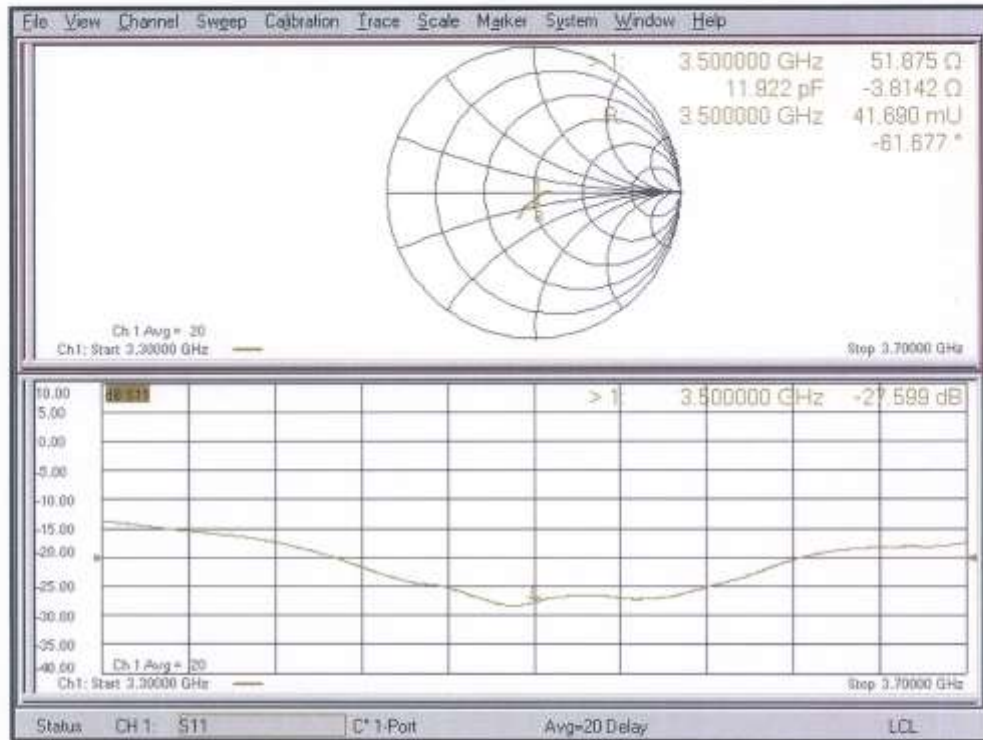 File View Channel Sweep Calibration Trace Scale Marker System Window Help
> 1 3.500000 GHz 51.875 Ω
11.922 pF -3.8142 Ω
R 3.500000 GHz 41.690 mU
-61.677 °
Ch 1 Avg = 20
Ch1: Start 3.30000 GHz Stop 3.70000 GHz
10.00 dB S11 > 1: 3.500000 GHz -27.599 dB
5.00
0.00
-5.00
-10.00
-15.00
-20.00
-25.00
-30.00
-35.00
-40.00
Ch 1 Avg = 20
Ch1: Start 3.30000 GHz Stop 3.70000 GHz
Status CH 1: S11 C* 1-Port Avg=20 Delay LCL